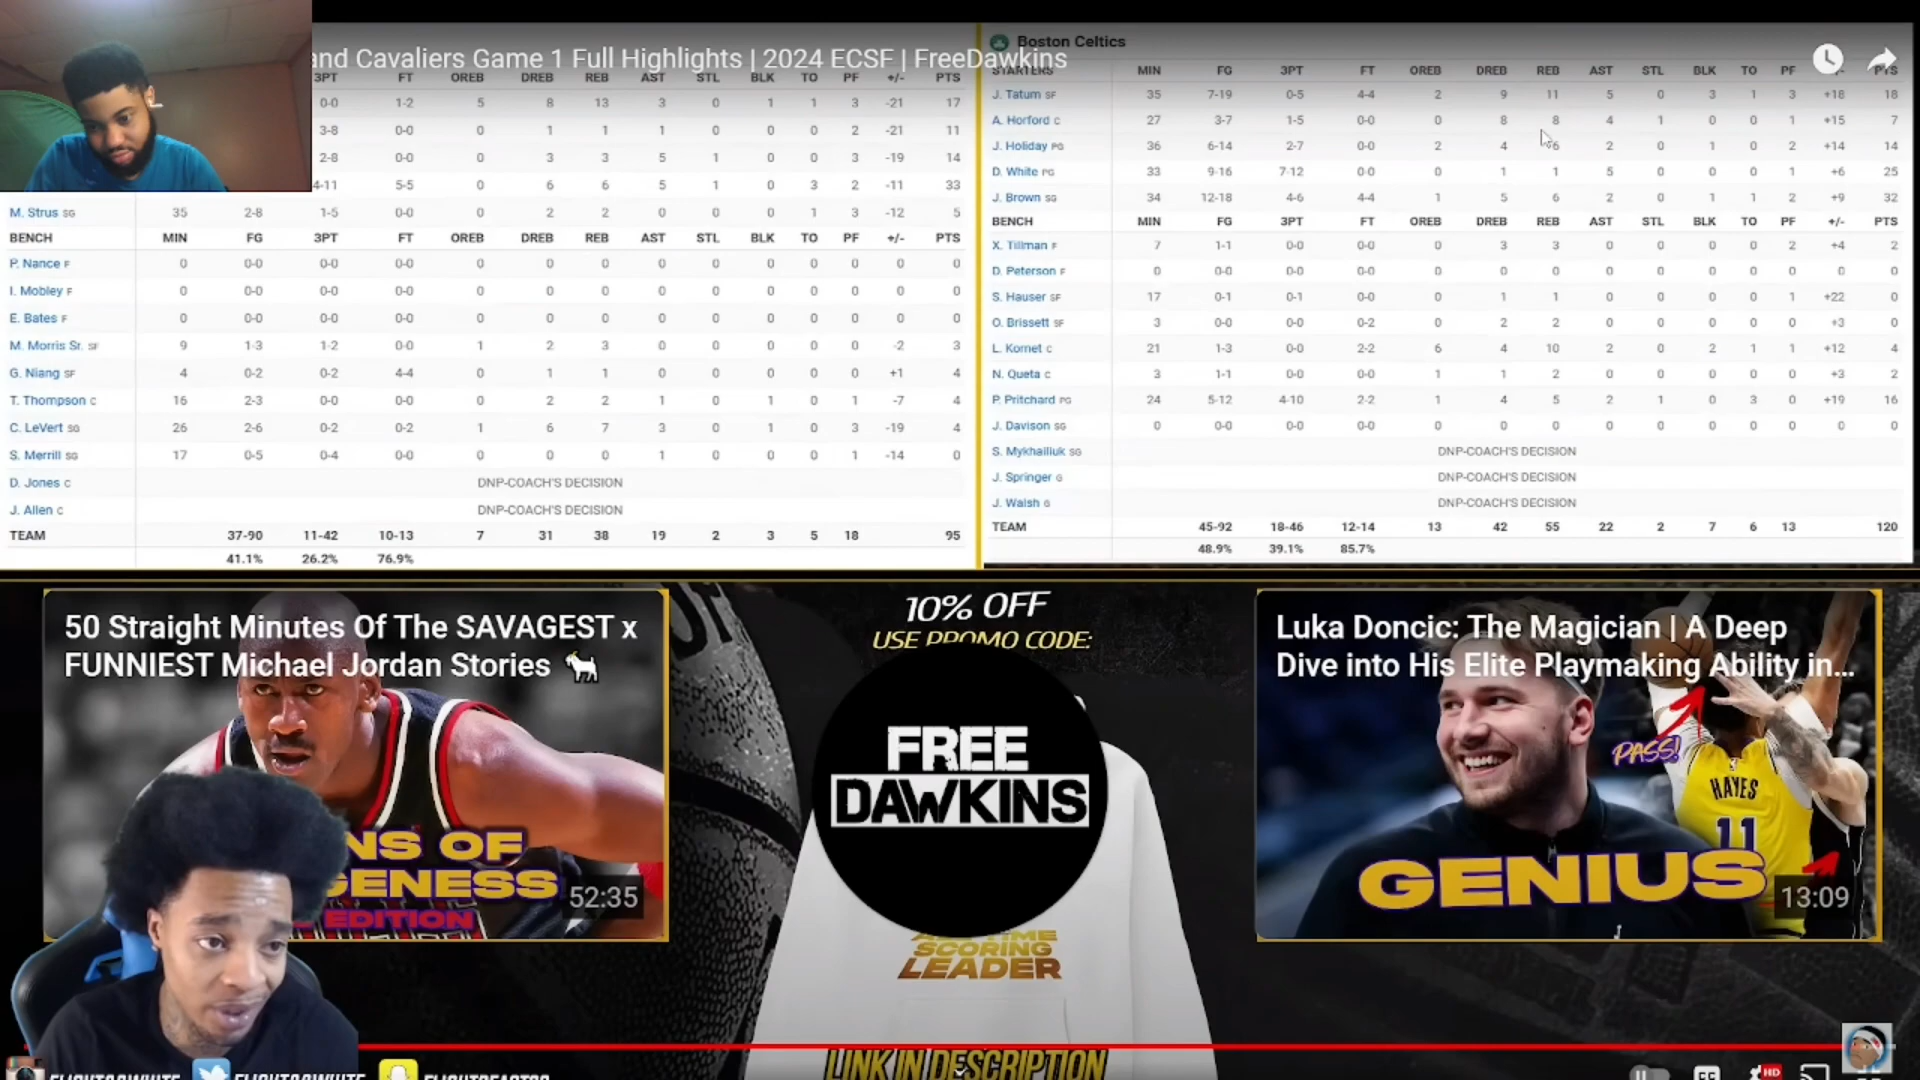 and Cavaliers Game 1 Full Highlights | 2024 ECSF | FreeDawkins
3PT FT OREB DREB REB AST STL BLK TO PF +/- PTS
0-0 1-2 5 8 13 3 0 1 1 3 -21 17
3-8 0-0 0 1 1 1 0 0 0 2 -21 11
2-8 0-0 0 3 3 5 1 0 0 3 -19 14
4-11 5-5 0 6 6 5 1 0 3 2 -11 33
M. Strus SG 35 2-8 1-5 0-0 0 2 2 0 0 0 1 3 -12 5
BENCH MIN FG 3PT FT OREB DREB REB AST STL BLK TO PF +/- PTS
P. Nance F 0 0-0 0-0 0-0 0 0 0 0 0 0 0 0 0 0
I. Mobley F 0 0-0 0-0 0-0 0 0 0 0 0 0 0 0 0 0
E. Bates F 0 0-0 0-0 0-0 0 0 0 0 0 0 0 0 0 0
M. Morris Sr. SF 9 1-3 1-2 0-0 1 2 3 0 0 0 0 0 -2 3
G. Niang SF 4 0-2 0-2 4-4 0 1 1 0 0 0 0 0 +1 4
T. Thompson C 16 2-3 0-0 0-0 0 2 2 1 0 1 0 1 -7 4
C. LeVert SG 26 2-6 0-2 0-2 1 6 7 3 0 1 0 3 -19 4
S. Merrill SG 17 0-5 0-4 0-0 0 0 0 1 0 0 0 1 -14 0
D. Jones C DNP-COACH'S DECISION
J. Allen C DNP-COACH'S DECISION
TEAM 37-90 11-42 10-13 7 31 38 19 2 3 5 18 95
41.1% 26.2% 76.9%
Boston Celtics
STARTERS MIN FG 3PT FT OREB DREB REB AST STL BLK TO PF PTS
J. Tatum SF 35 7-19 0-5 4-4 2 9 11 5 0 3 1 3 +18 18
A. Horford C 27 3-7 1-5 0-0 0 8 8 4 1 0 0 1 +15 7
J. Holiday PG 36 6-14 2-7 0-0 2 4 6 2 0 1 0 2 +14 14
D. White PG 33 9-16 7-12 0-0 0 1 1 5 0 0 0 1 +6 25
J. Brown SG 34 12-18 4-6 4-4 1 5 6 2 0 1 1 2 +9 32
BENCH MIN FG 3PT FT OREB DREB REB AST STL BLK TO PF +/- PTS
X. Tillman F 7 1-1 0-0 0-0 0 3 3 0 0 0 0 2 +4 2
D. Peterson F 0 0-0 0-0 0-0 0 0 0 0 0 0 0 0 0 0
S. Hauser SF 17 0-1 0-1 0-0 0 1 1 0 0 0 0 1 +22 0
O. Brissett SF 3 0-0 0-0 0-2 0 2 2 0 0 0 0 0 +3 0
L. Kornet C 21 1-3 0-0 2-2 6 4 10 2 0 2 1 1 +12 4
N. Queta C 3 1-1 0-0 0-0 1 1 2 0 0 0 0 0 +3 2
P. Pritchard PG 24 5-12 4-10 2-2 1 4 5 2 1 0 3 0 +19 16
J. Davison SG 0 0-0 0-0 0-0 0 0 0 0 0 0 0 0 0 0
S. Mykhailiuk SG DNP-COACH'S DECISION
J. Springer G DNP-COACH'S DECISION
J. Walsh G DNP-COACH'S DECISION
TEAM 45-92 18-46 12-14 13 42 55 22 2 7 6 13 120
48.9% 39.1% 85.7%
50 Straight Minutes Of The SAVAGEST x
FUNNIEST Michael Jordan Stories
NS OF
GENESS
EDITION
52:35
10% OFF
USE PROMO CODE:
FREE
DAWKINS
SCORING
LEADER
LINK IN DESCRIPTION
Luka Doncic: The Magician | A Deep
Dive into His Elite Playmaking Ability in...
PASS!
HAYES
11
GENIUS
13:09
HD